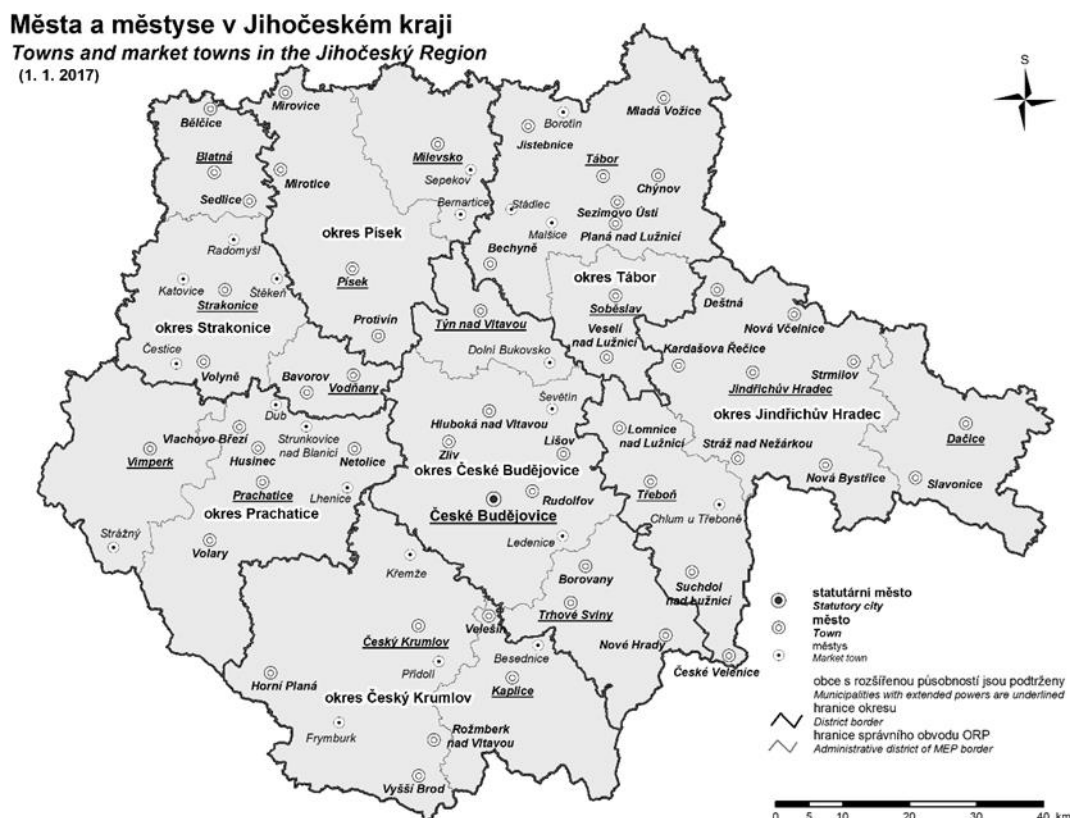 Města a městyse v Jihočeském kraji
Towns and market towns in the Jihočeský Region
(1. 1. 2017)
S
Mirovice
Bělčice
Mladá Vožice
Borotín
Jistebnice
Milevsko
Blatná
Tábor
Mirotice
Sepekov
Chýnov
Sedlice
Bernartice
Stádlec
Sezimovo Ústí
Malšice
Planá nad Lužnicí
okres Písek
Radomyšl
Bechyně
okres Tábor
Katovice
Štěkeň
Písek
Strakonice
Deštná
Soběslav
okres Strakonice
Týn nad Vltavou
Nová Včelnice
Protivín
Veselí
nad Lužnicí
Čestice
Dolní Bukovsko
Kardašova Řečice
Volyně
Bavorov
Vodňany
Strmilov
Jindřichův Hradec
Dub
Ševětín
okres Jindřichův Hradec
Hluboká nad Vltavou
Vlachovo Březí
Strunkovice
nad Blanicí
Lišov
Lomnice
nad Lužnicí
Stráž nad Nežárkou
Dačice
Vimperk
Husinec
Netolice
Zliv
okres České Budějovice
Prachatice
Lhenice
Rudolfov
Třeboň
Nová Bystřice
Slavonice
okres Prachatice
České Budějovice
Chlum u Třeboně
Strážný
Volary
Ledenice
Křemže
Borovany
Suchdol
nad Lužnicí
Trhové Sviny
Český Krumlov
Velešín
Nové Hrady
Besednice
České Velenice
Přídolí
Horní Planá
Kaplice
okres Český Krumlov
Frymburk
Rožmberk
nad Vltavou
Vyšší Brod
statutární město
Statutory city
město
Town
městys
Market town
obce s rozšířenou působností jsou podtrženy
Municipalities with extended powers are underlined
hranice okresu
District border
hranice správního obvodu ORP
Administrative district of MEP border
0 5 10 20 30 40 km